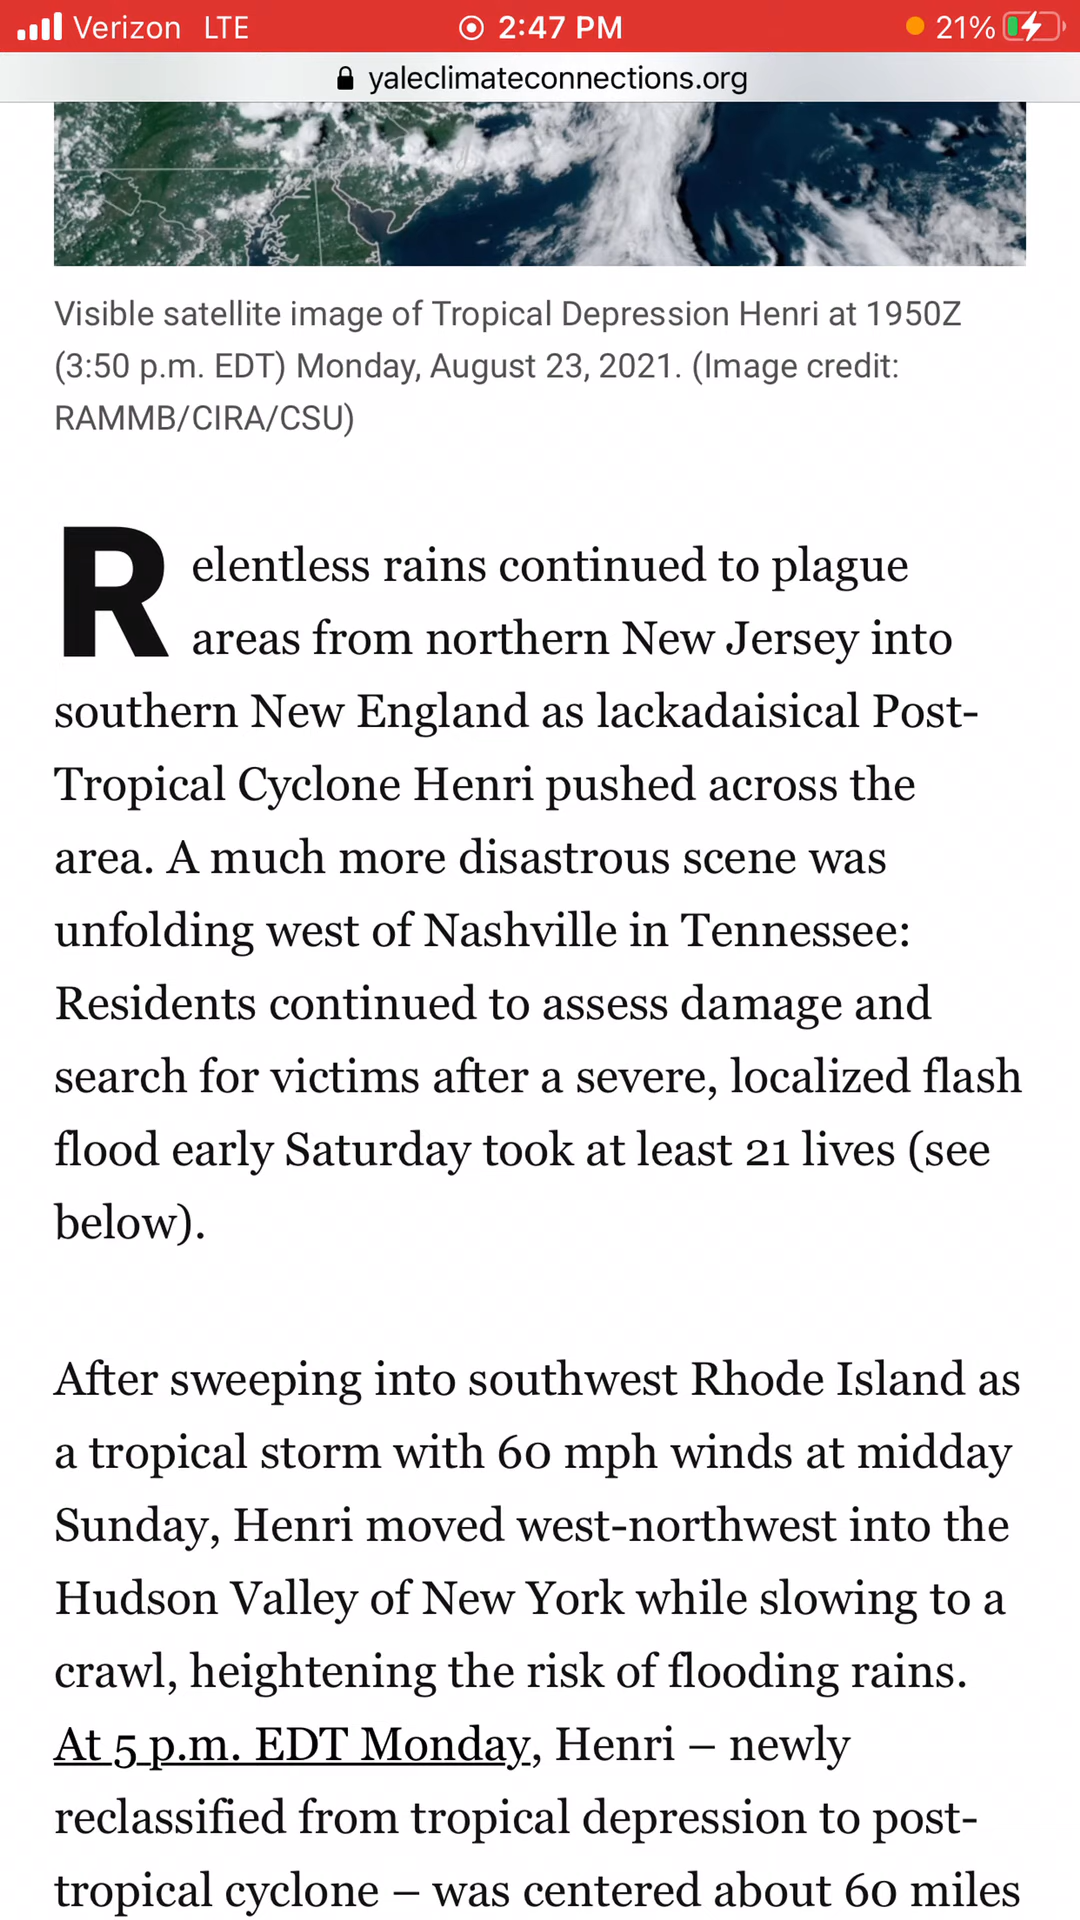 Verizon LTE 2:47 PM 21%
yaleclimateconnections.org
Visible satellite image of Tropical Depression Henri at 1950Z
(3:50 p.m. EDT) Monday, August 23, 2021. (Image credit:
RAMMB/CIRA/CSU)
Relentless rains continued to plague
areas from northern New Jersey into
southern New England as lackadaisical Post-
Tropical Cyclone Henri pushed across the
area. A much more disastrous scene was
unfolding west of Nashville in Tennessee:
Residents continued to assess damage and
search for victims after a severe, localized flash
flood early Saturday took at least 21 lives (see
below).
After sweeping into southwest Rhode Island as
a tropical storm with 60 mph winds at midday
Sunday, Henri moved west-northwest into the
Hudson Valley of New York while slowing to a
crawl, heightening the risk of flooding rains.
At 5 p.m. EDT Monday, Henri – newly
reclassified from tropical depression to post-
tropical cyclone – was centered about 60 miles